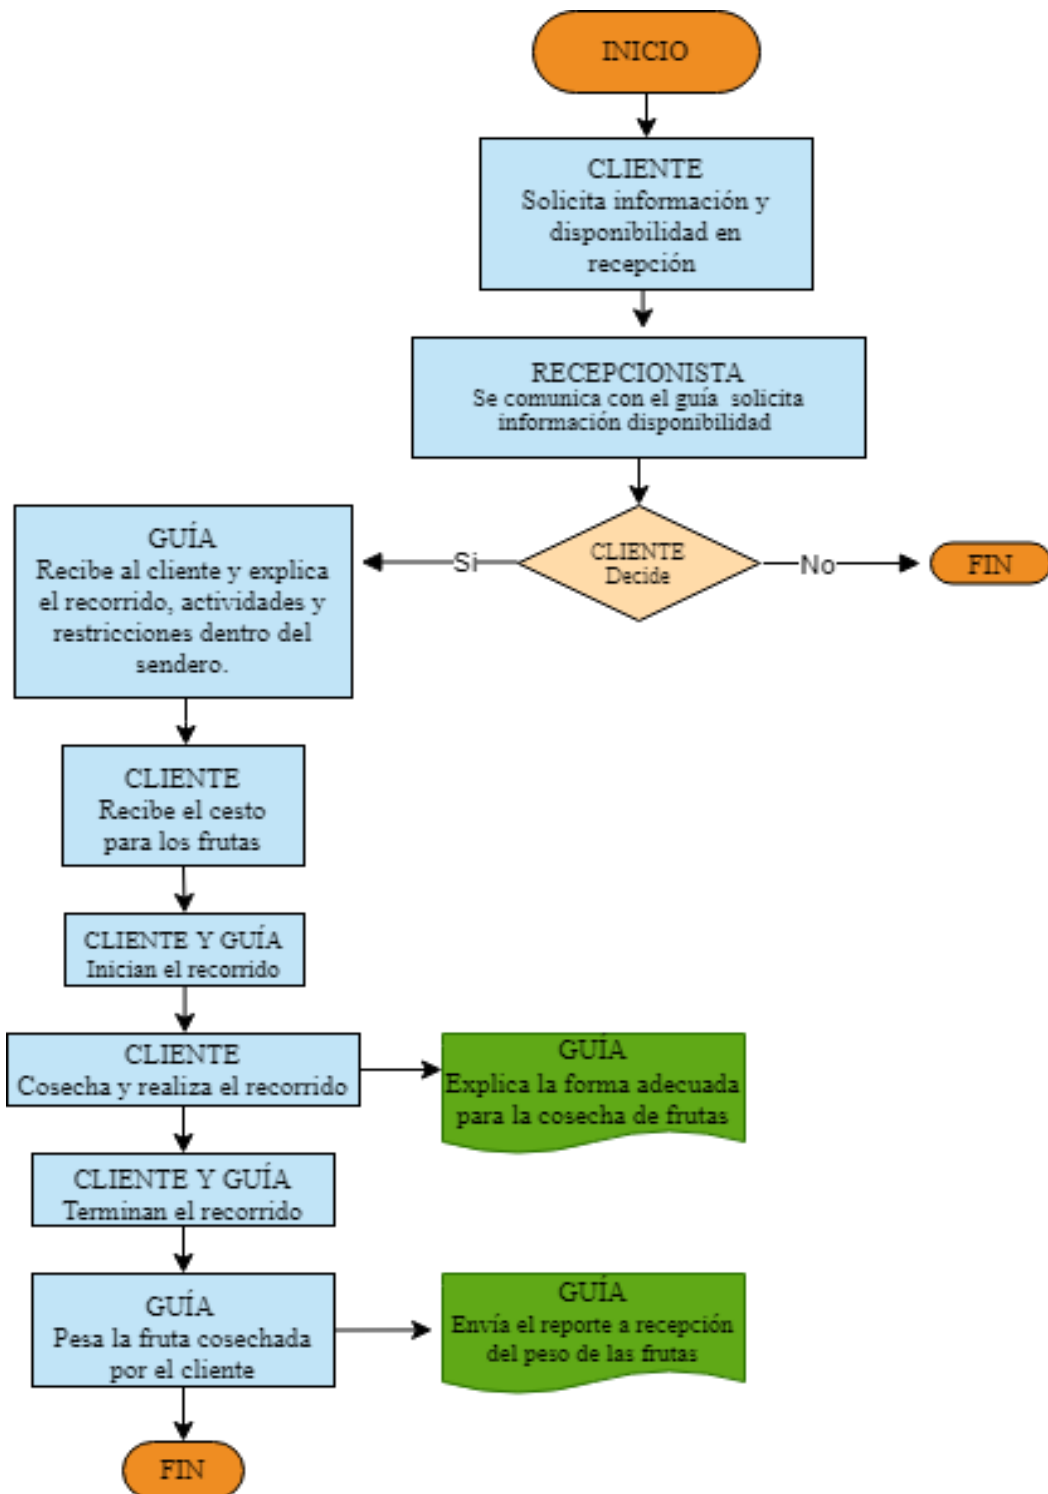 INICIO
CLIENTE
Solicita información y
disponibilidad en
recepción
RECEPCIONISTA
Se comunica con el guía solicita
información disponibilidad
CLIENTE
Decide
Si
No
FIN
GUÍA
Recibe al cliente y explica
el recorrido, actividades y
restricciones dentro del
sendero.
CLIENTE
Recibe el cesto
para los frutas
CLIENTE Y GUÍA
Inician el recorrido
CLIENTE
Cosecha y realiza el recorrido
GUÍA
Explica la forma adecuada
para la cosecha de frutas
CLIENTE Y GUÍA
Terminan el recorrido
GUÍA
Pesa la fruta cosechada
por el cliente
GUÍA
Envía el reporte a recepción
del peso de las frutas
FIN